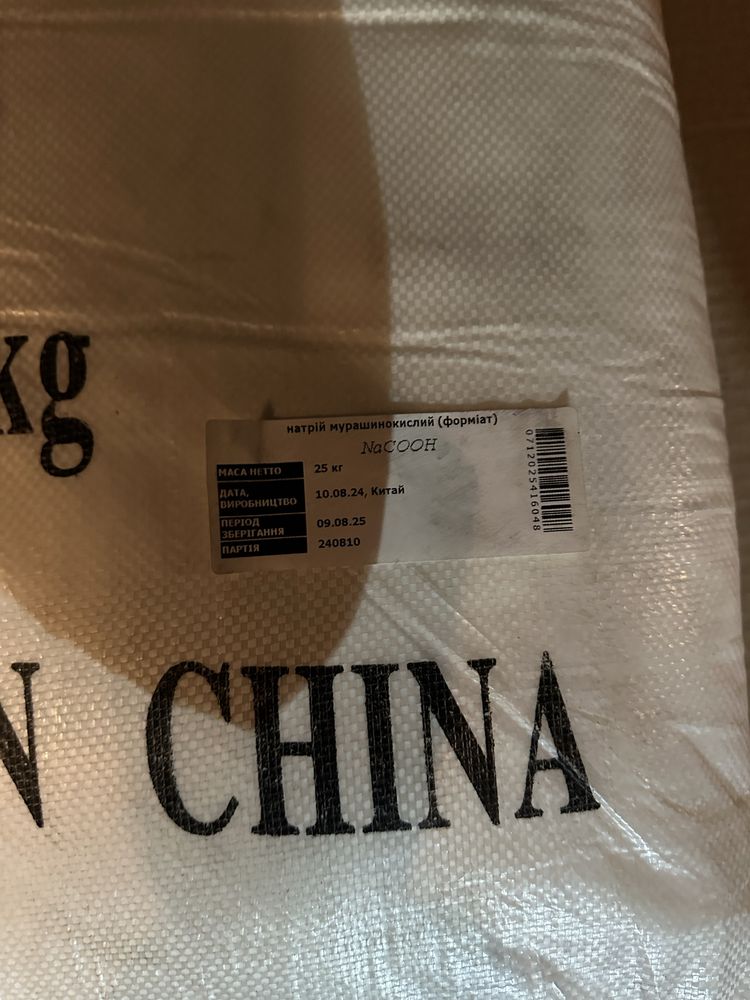 kg
натрій мурашинокислий (форміат)
NaCOOH
МАСА НЕТТО 25 кг
ДАТА, ВИРОБНИЦТВО 10.08.24, Китай
ПЕРІОД ЗБЕРІГАННЯ 09.08.25
ПАРТІЯ 240810
0712025416048
N CHINA